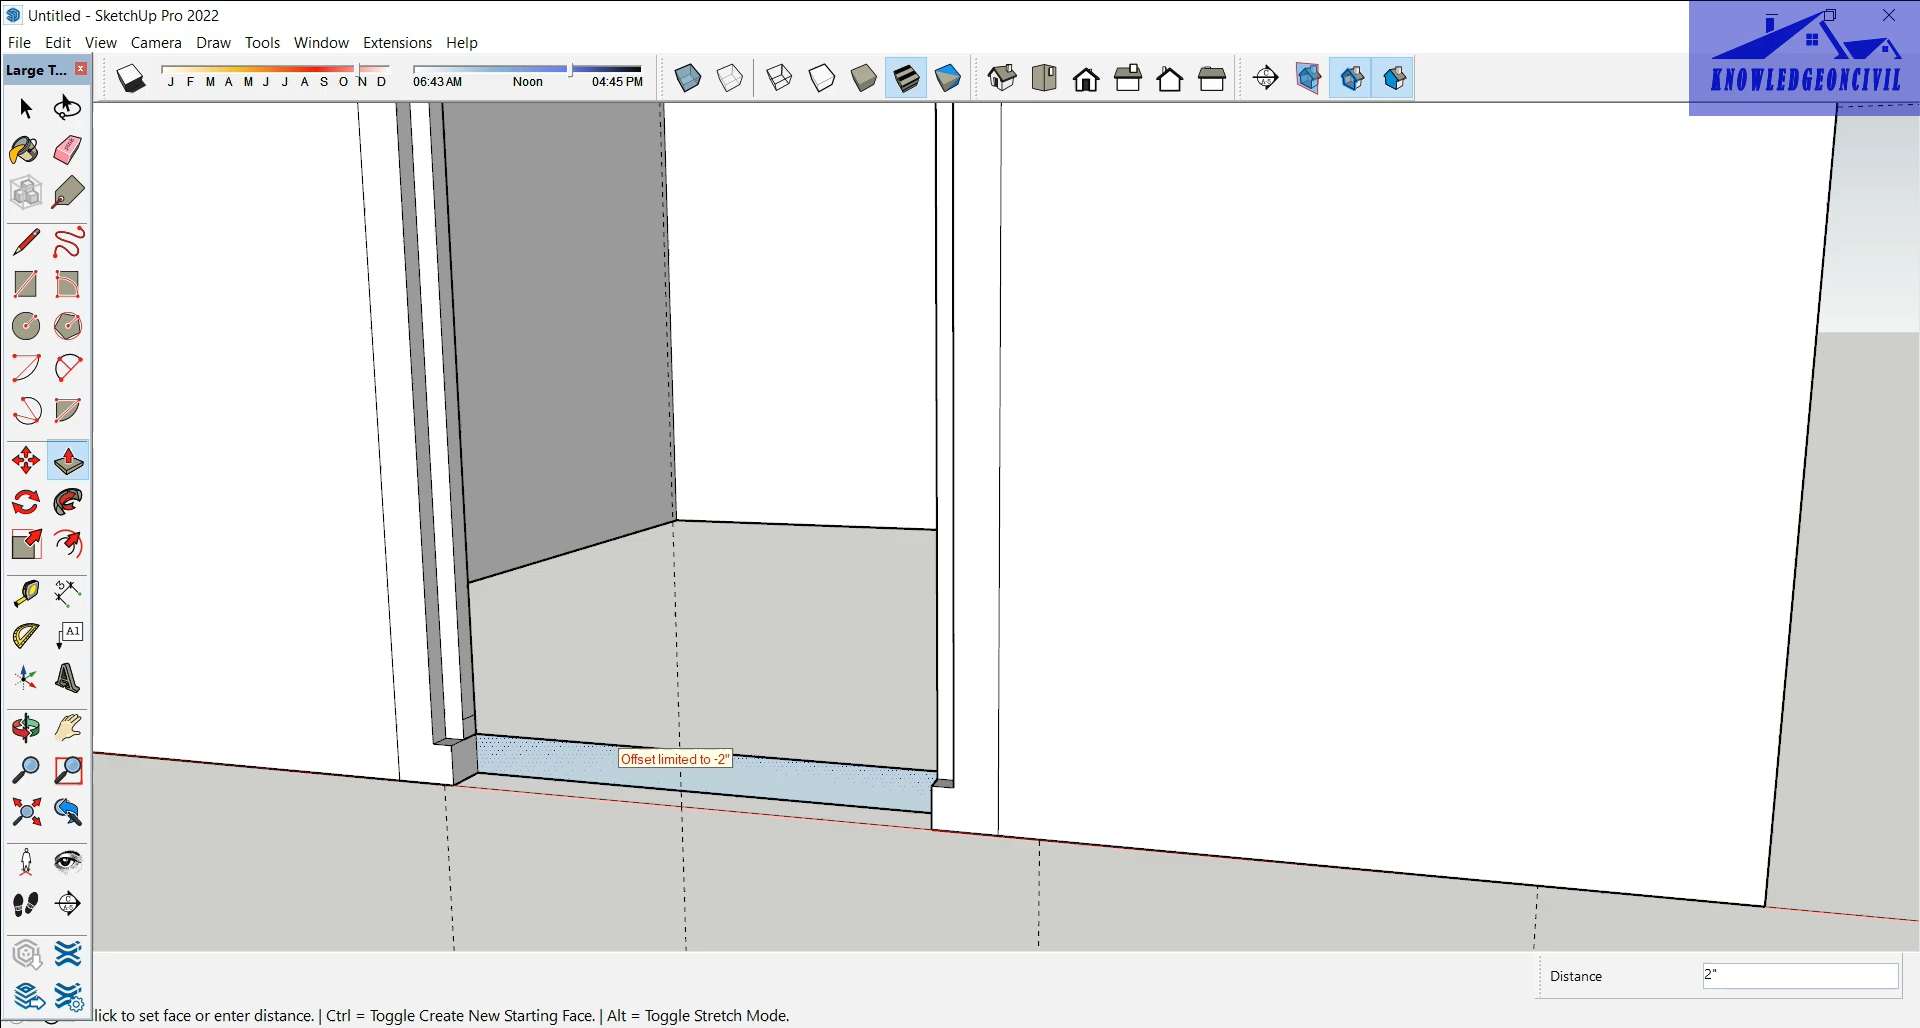 Untitled - SketchUp Pro 2022
File Edit View Camera Draw Tools Window Extensions Help
KNOWLEDGEONCIVIL
Large T...
J F M A M J J A S O N D
06:43 AM Noon 04:45 PM
A1
Offset limited to -2"
Distance 2"
lick to set face or enter distance. | Ctrl = Toggle Create New Starting Face. | Alt = Toggle Stretch Mode.